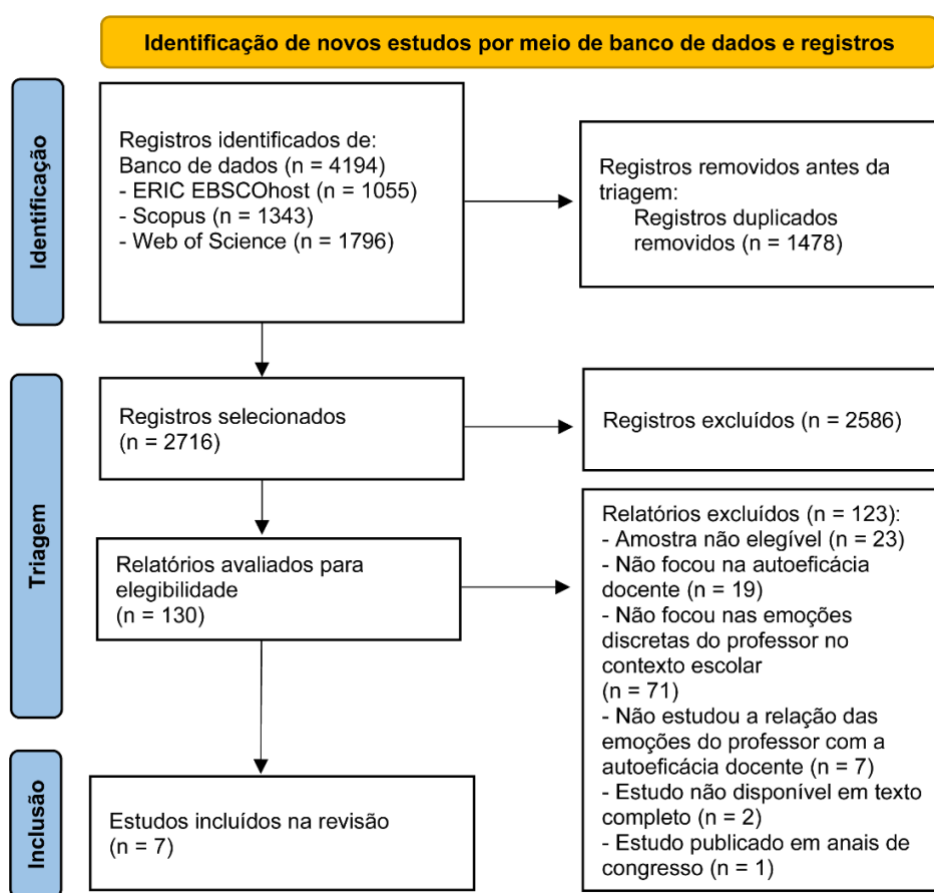 Identificação de novos estudos por meio de banco de dados e registros
Identificação
Registros identificados de:
Banco de dados (n = 4194)
- ERIC EBSCOhost (n = 1055)
- Scopus (n = 1343)
- Web of Science (n = 1796)
Registros removidos antes da
triagem:
Registros duplicados
removidos (n = 1478)
Triagem
Registros selecionados
(n = 2716)
Registros excluídos (n = 2586)
Relatórios avaliados para
elegibilidade
(n = 130)
Relatórios excluídos (n = 123):
- Amostra não elegível (n = 23)
- Não focou na autoeficácia
docente (n = 19)
- Não focou nas emoções
discretas do professor no
contexto escolar
(n = 71)
- Não estudou a relação das
emoções do professor com a
autoeficácia docente (n = 7)
- Estudo não disponível em texto
completo (n = 2)
- Estudo publicado em anais de
congresso (n = 1)
Inclusão
Estudos incluídos na revisão
(n = 7)